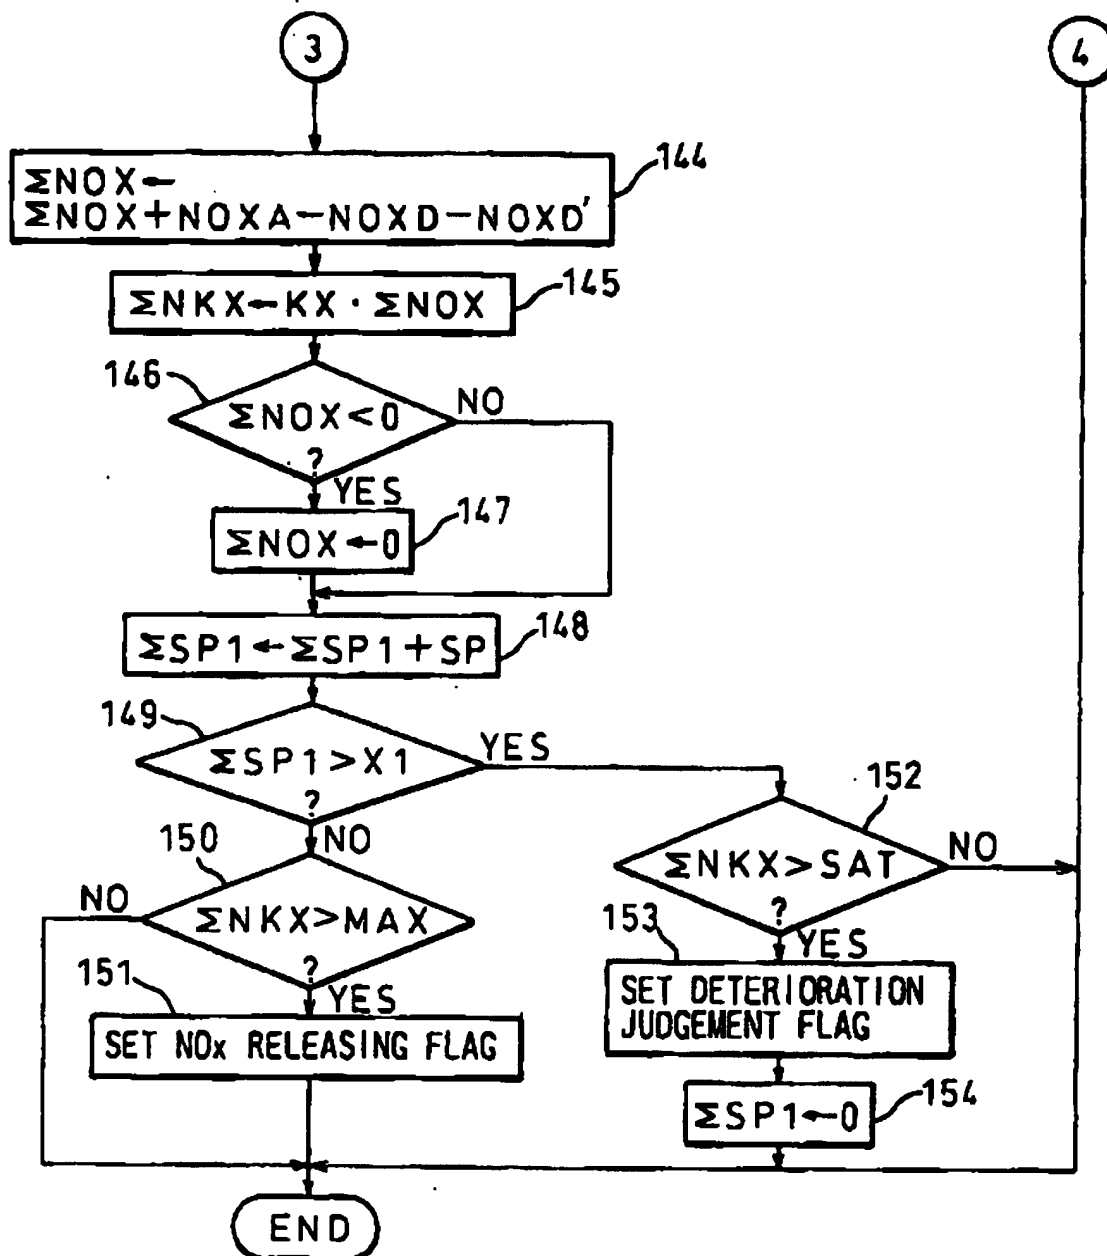 3
4
144
ΣNOX←
ΣNOX+NOXA−NOXD−NOXD'
145
ΣNKX←KX・ΣNOX
146
ΣNOX<0
?
NO
YES
147
ΣNOX←0
148
ΣSP1←ΣSP1+SP
149
ΣSP1>X1
?
YES
NO
152
ΣNKX>SAT
?
NO
YES
150
ΣNKX>MAX
?
NO
YES
153
SET DETERIORATION
JUDGEMENT FLAG
151
SET NOx RELEASING FLAG
154
ΣSP1←0
END